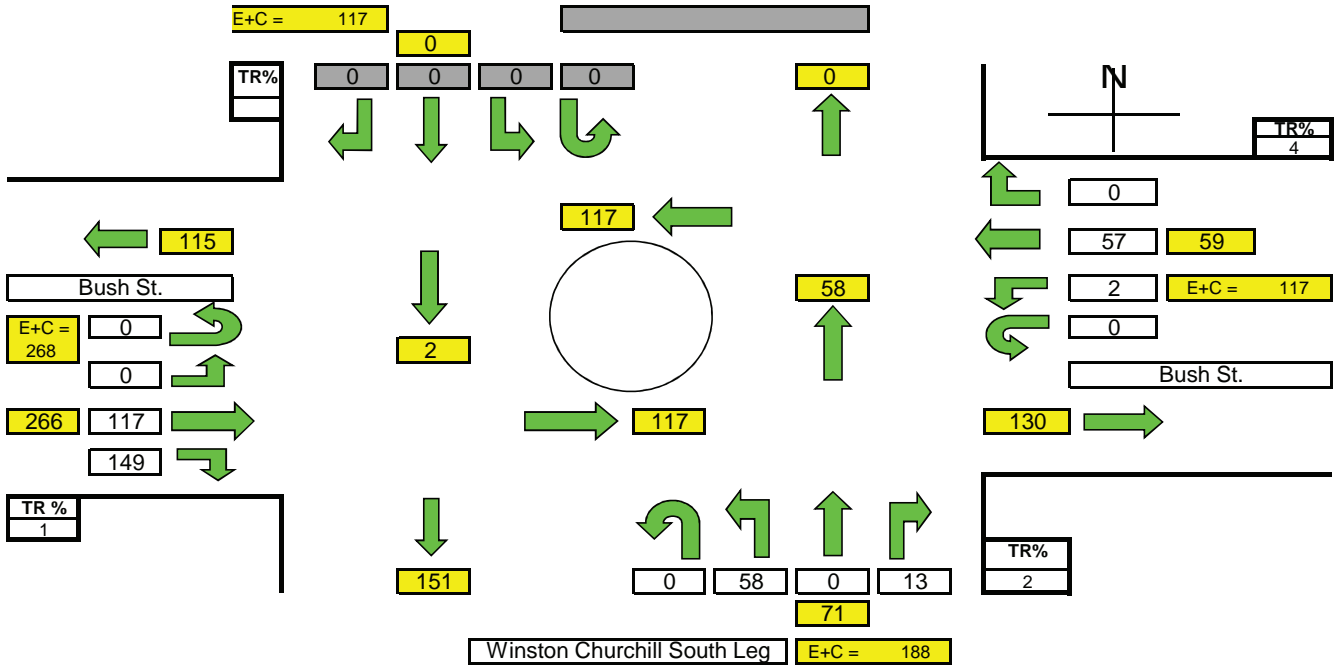 E+C = 117
0
TR%
0 0 0 0
0
N
TR%
4
0
117
115
57 59
Bush St.
58
2 E+C = 117
E+C =
268
0
0
2
0
Bush St.
266 117
117
130
149
TR %
1
151
0 58 0 13
TR%
2
71
Winston Churchill South Leg E+C = 188